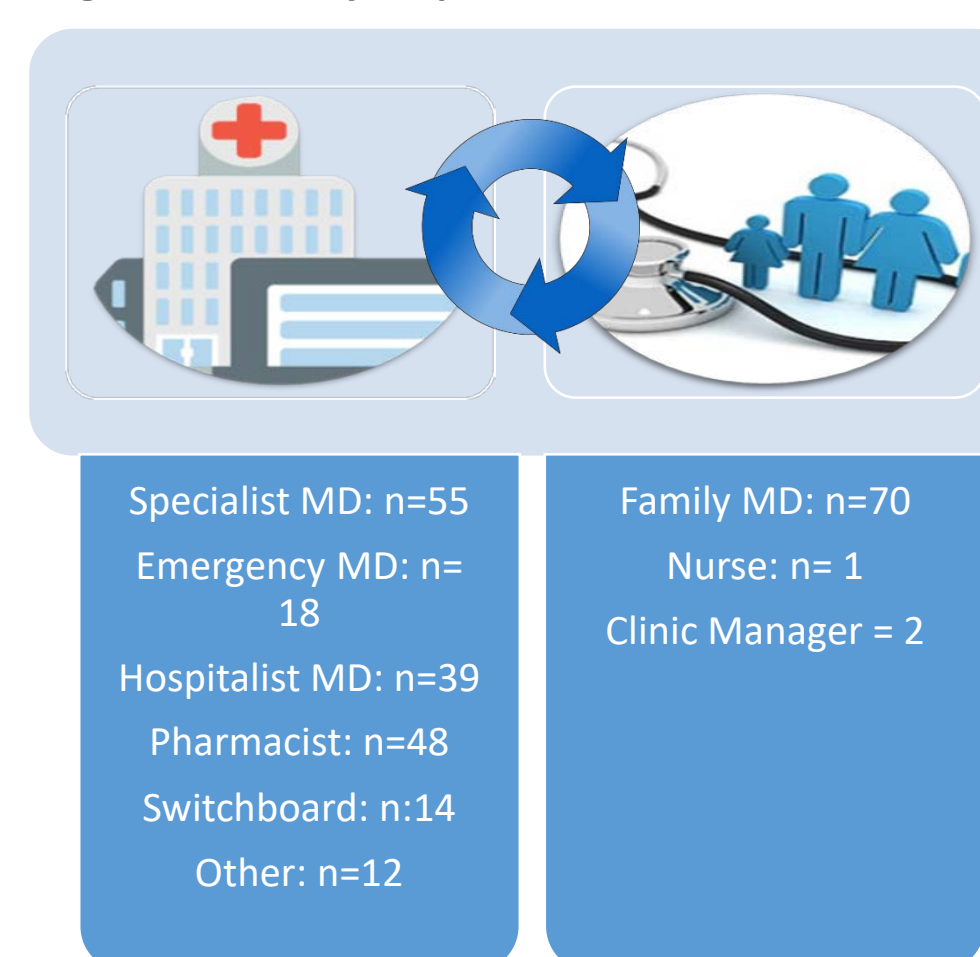 Specialist MD: n=55
Emergency MD: n=
18
Hospitalist MD: n=39
Pharmacist: n=48
Switchboard: n:14
Other: n=12
Family MD: n=70
Nurse: n= 1
Clinic Manager = 2